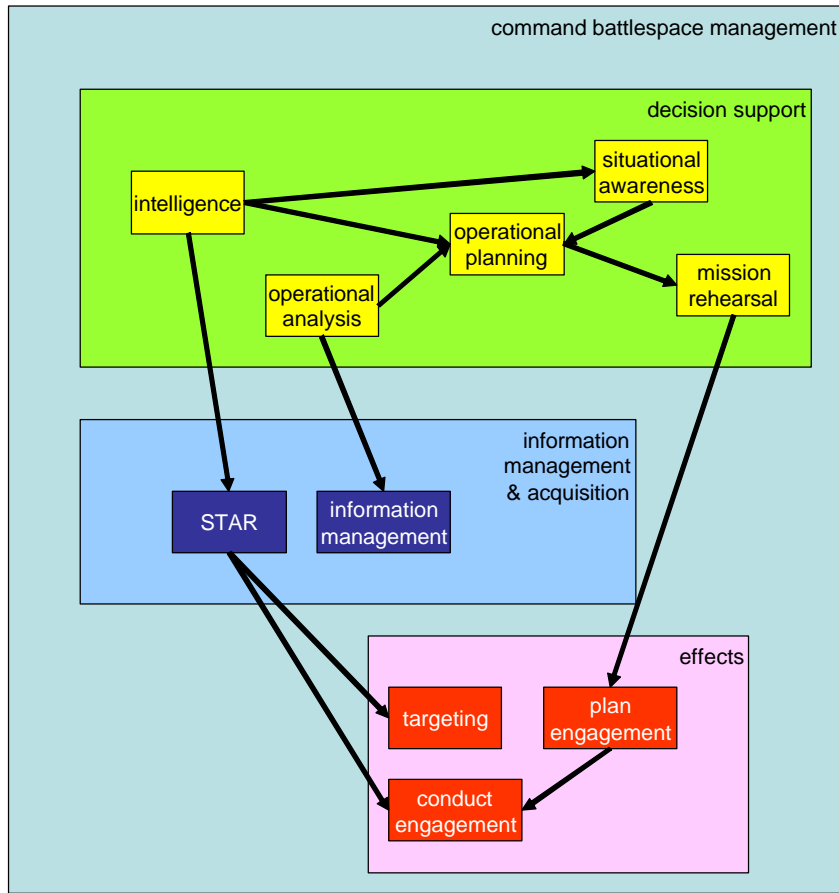 command battlespace management
decision support
situational
awareness
intelligence
operational
planning
mission
rehearsal
operational
analysis
information
management
& acquisition
STAR
information
management
effects
targeting
plan
engagement
conduct
engagement